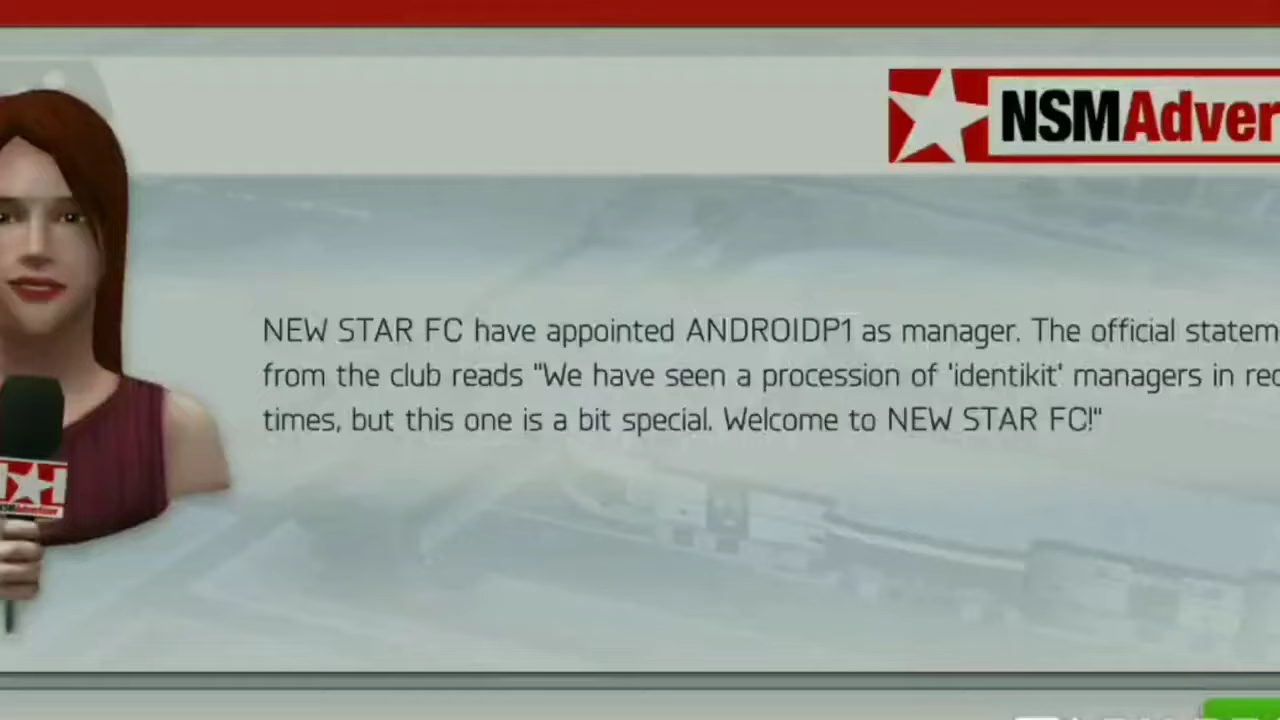 NSMAdver
NEW STAR FC have appointed ANDROIDP1 as manager. The official statem
from the club reads "We have seen a procession of 'identikit' managers in rec
times, but this one is a bit special. Welcome to NEW STAR FC!"
NSMAdvertiser